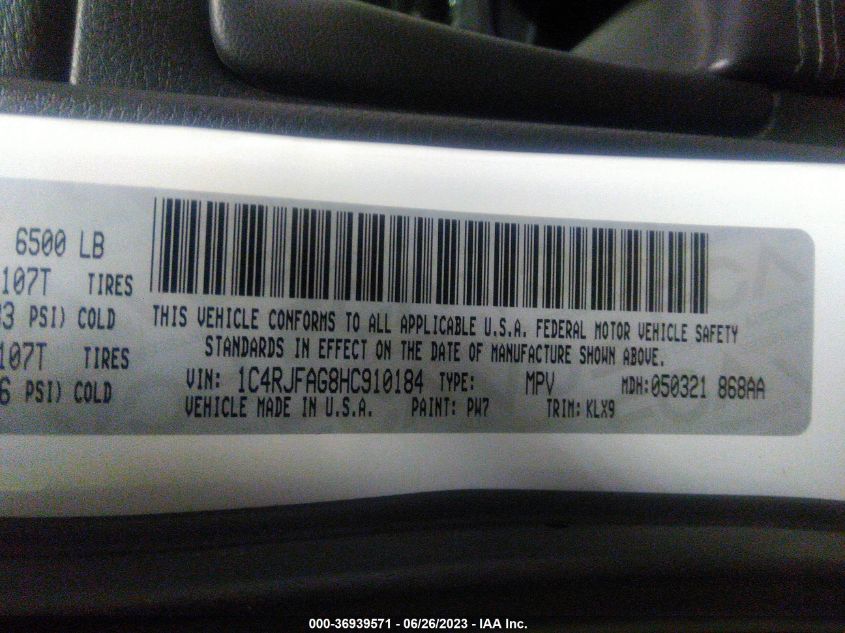 6500 LB
107T TIRES
3 PSI) COLD
107T TIRES
6 PSI) COLD
THIS VEHICLE CONFORMS TO ALL APPLICABLE U.S.A. FEDERAL MOTOR VEHICLE SAFETY
STANDARDS IN EFFECT ON THE DATE OF MANUFACTURE SHOWN ABOVE.
VIN: 1C4RJFAG8HC910184 TYPE: MPV MDH:050321 868AA
VEHICLE MADE IN U.S.A. PAINT: PW7 TRIM: KLX9
000-36939571 - 06/26/2023 - IAA Inc.